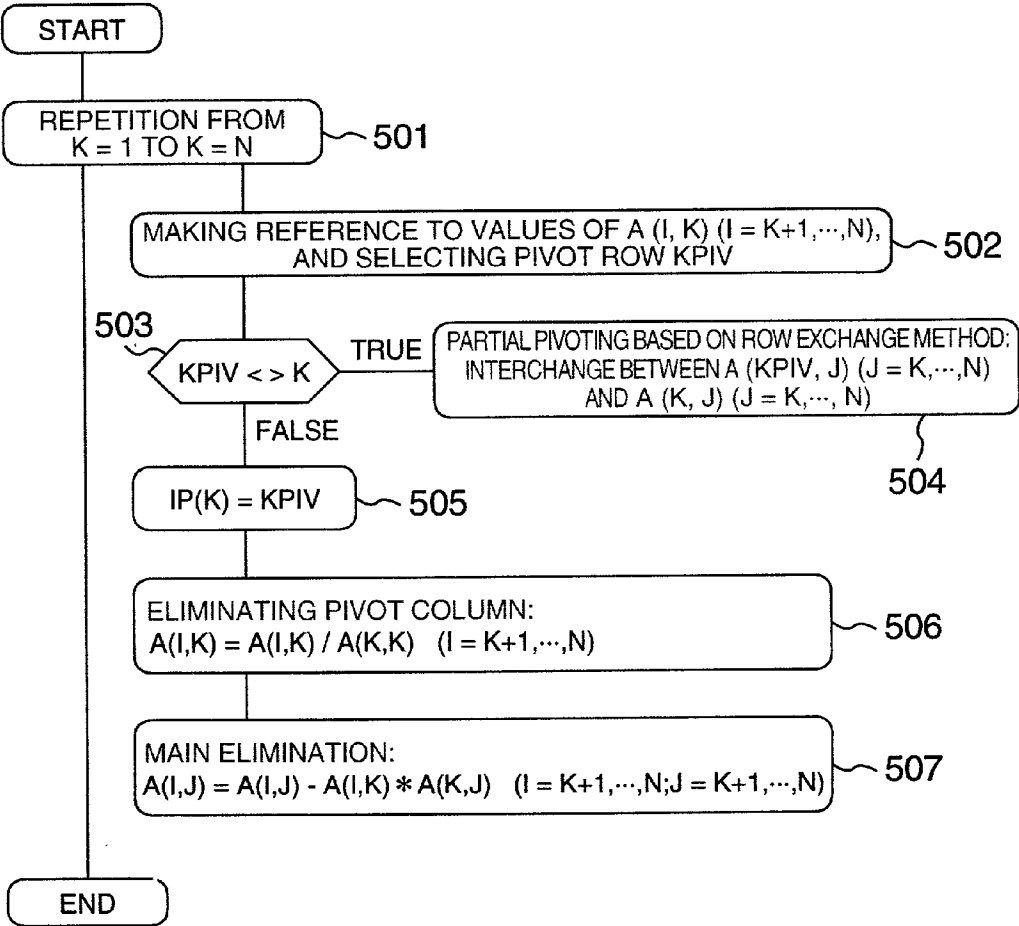 START
REPETITION FROM
K = 1 TO K = N
501
MAKING REFERENCE TO VALUES OF A (I, K) (I = K+1,···,N),
AND SELECTING PIVOT ROW KPIV
502
503
KPIV < > K
TRUE
PARTIAL PIVOTING BASED ON ROW EXCHANGE METHOD:
INTERCHANGE BETWEEN A (KPIV, J) (J = K,···,N)
AND A (K, J) (J = K,···, N)
504
FALSE
IP(K) = KPIV
505
ELIMINATING PIVOT COLUMN:
A(I,K) = A(I,K) / A(K,K) (I = K+1,···,N)
506
MAIN ELIMINATION:
A(I,J) = A(I,J) - A(I,K) * A(K,J) (I = K+1,···,N;J = K+1,···,N)
507
END